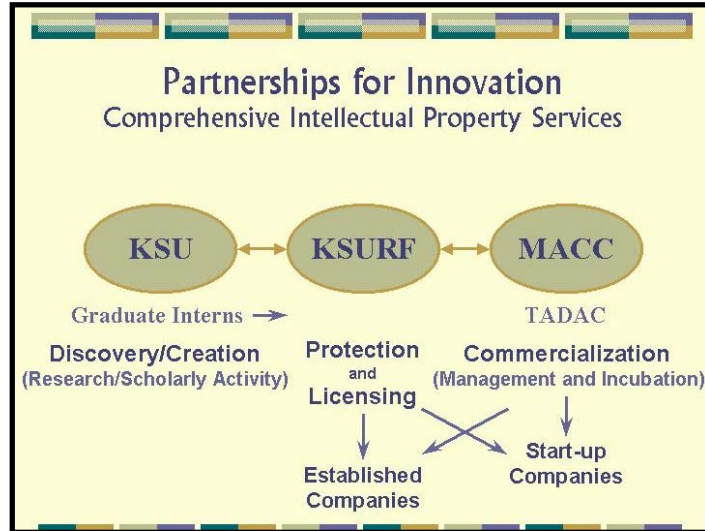 Partnerships for Innovation
Comprehensive Intellectual Property Services
KSU
KSURF
MACC
Graduate Interns
TADAC
Discovery/Creation
(Research/Scholarly Activity)
Protection
and
Licensing
Commercialization
(Management and Incubation)
Established
Companies
Start-up
Companies